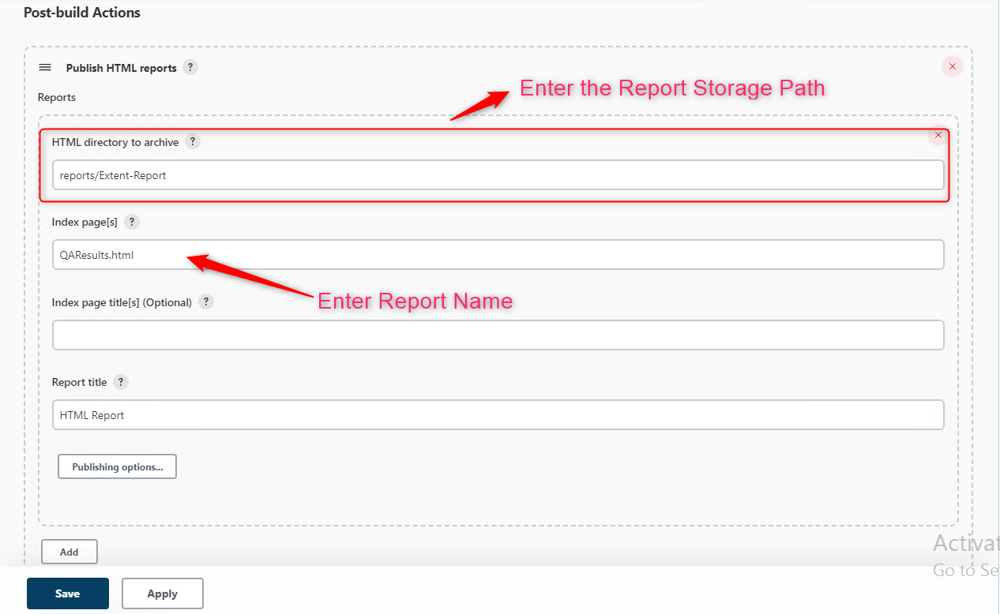 Post-build Actions
Publish HTML reports ?
Enter the Report Storage Path
Reports
HTML directory to archive ?
reports/Extent-Report
Index page[s] ?
QAResults.html
Enter Report Name
Index page title[s] (Optional) ?
Report title ?
HTML Report
Publishing options...
Add
Activat
Go to Se
Save
Apply